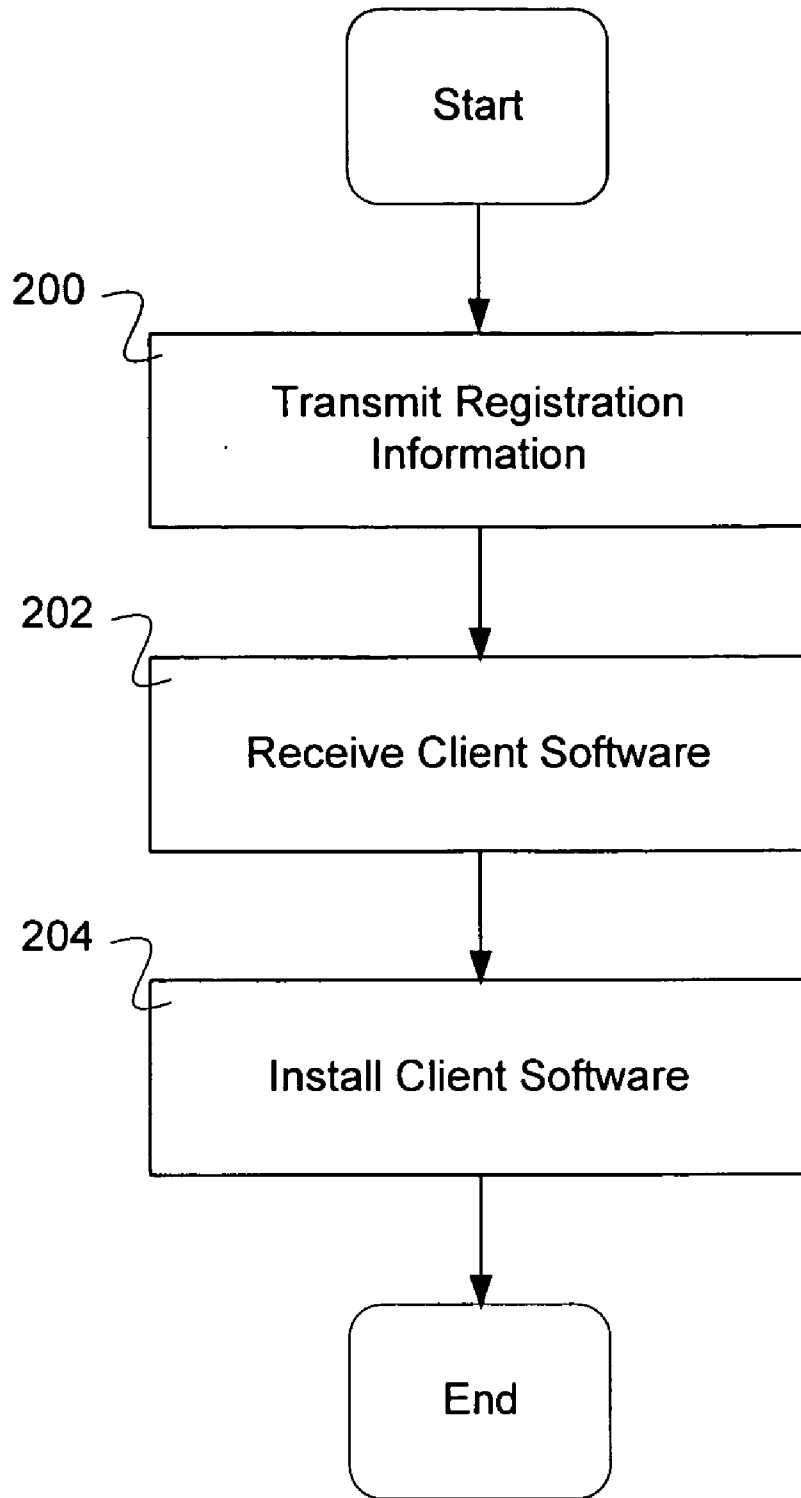 Start
200
Transmit Registration
Information
202
Receive Client Software
204
Install Client Software
End